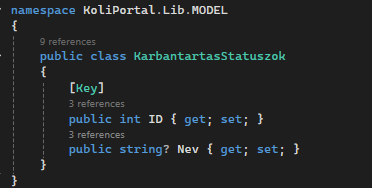 namespace KoliPortal.Lib.MODEL
{
9 references
public class KarbantartasStatuszok
{
[Key]
3 references
public int ID { get; set; }
3 references
public string? Nev { get; set; }
}
}